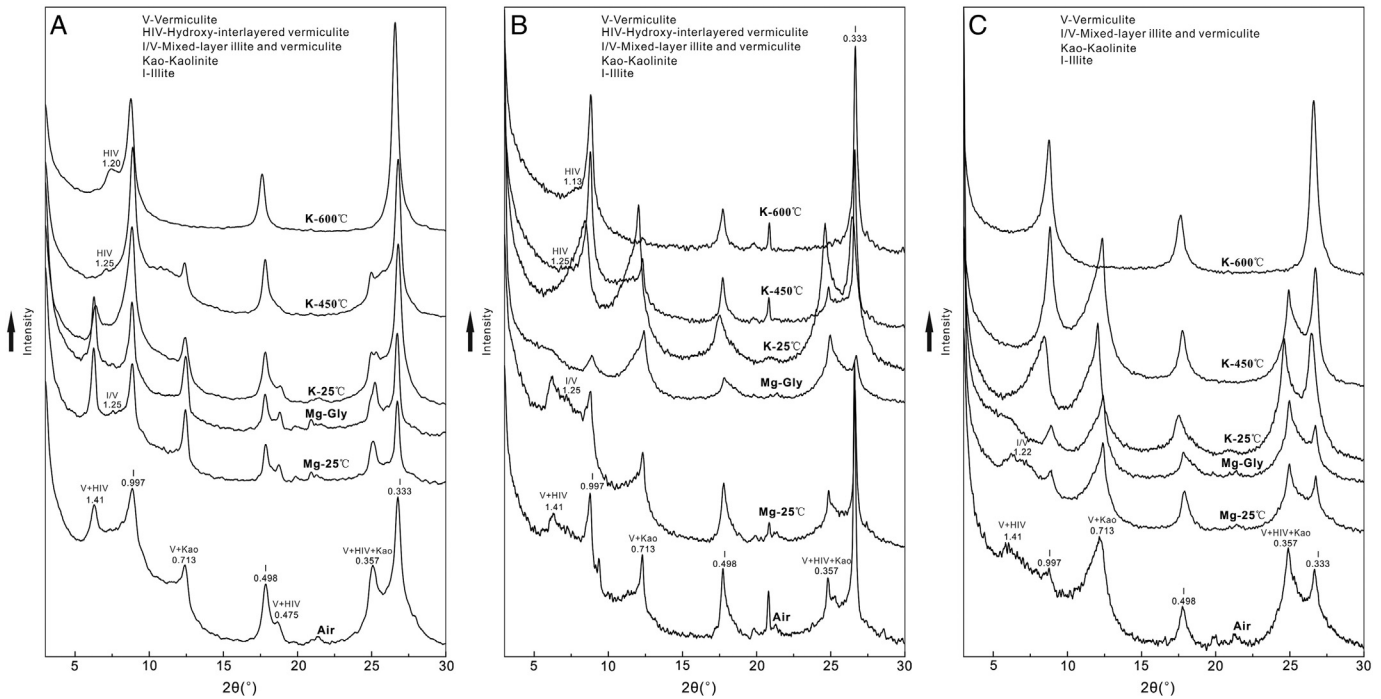 A
V-Vermiculite
HIV-Hydroxy-interlayered vermiculite
I/V-Mixed-layer illite and vermiculite
Kao-Kaolinite
I-Illite
HIV
1.20
K-600℃
HIV
1.25
K-450℃
I/V
1.25
K-25℃
Mg-Gly
Mg-25℃
V+HIV
1.41
I
0.997
I
0.333
V+Kao
0.713
I
0.498
V+HIV
0.475
V+HIV+Kao
0.357
Air
Intensity
5 10 15 20 25 30
2θ(°)
B
V-Vermiculite
HIV-Hydroxy-interlayered vermiculite
I/V-Mixed-layer illite and vermiculite
Kao-Kaolinite
I-Illite
I
0.333
HIV
1.13
K-600℃
HIV
1.25
K-450℃
K-25℃
I/V
1.25
Mg-Gly
V+HIV
1.41
I
0.997
Mg-25℃
V+Kao
0.713
I
0.498
V+HIV+Kao
0.357
Air
Intensity
5 10 15 20 25 30
2θ(°)
C
V-Vermiculite
I/V-Mixed-layer illite and vermiculite
Kao-Kaolinite
I-Illite
K-600℃
K-450℃
K-25℃
I/V
1.22
Mg-Gly
Mg-25℃
V+HIV
1.41
I
0.997
V+Kao
0.713
I
0.498
V+HIV+Kao
0.357
I
0.333
Air
Intensity
5 10 15 20 25 30
2θ(°)